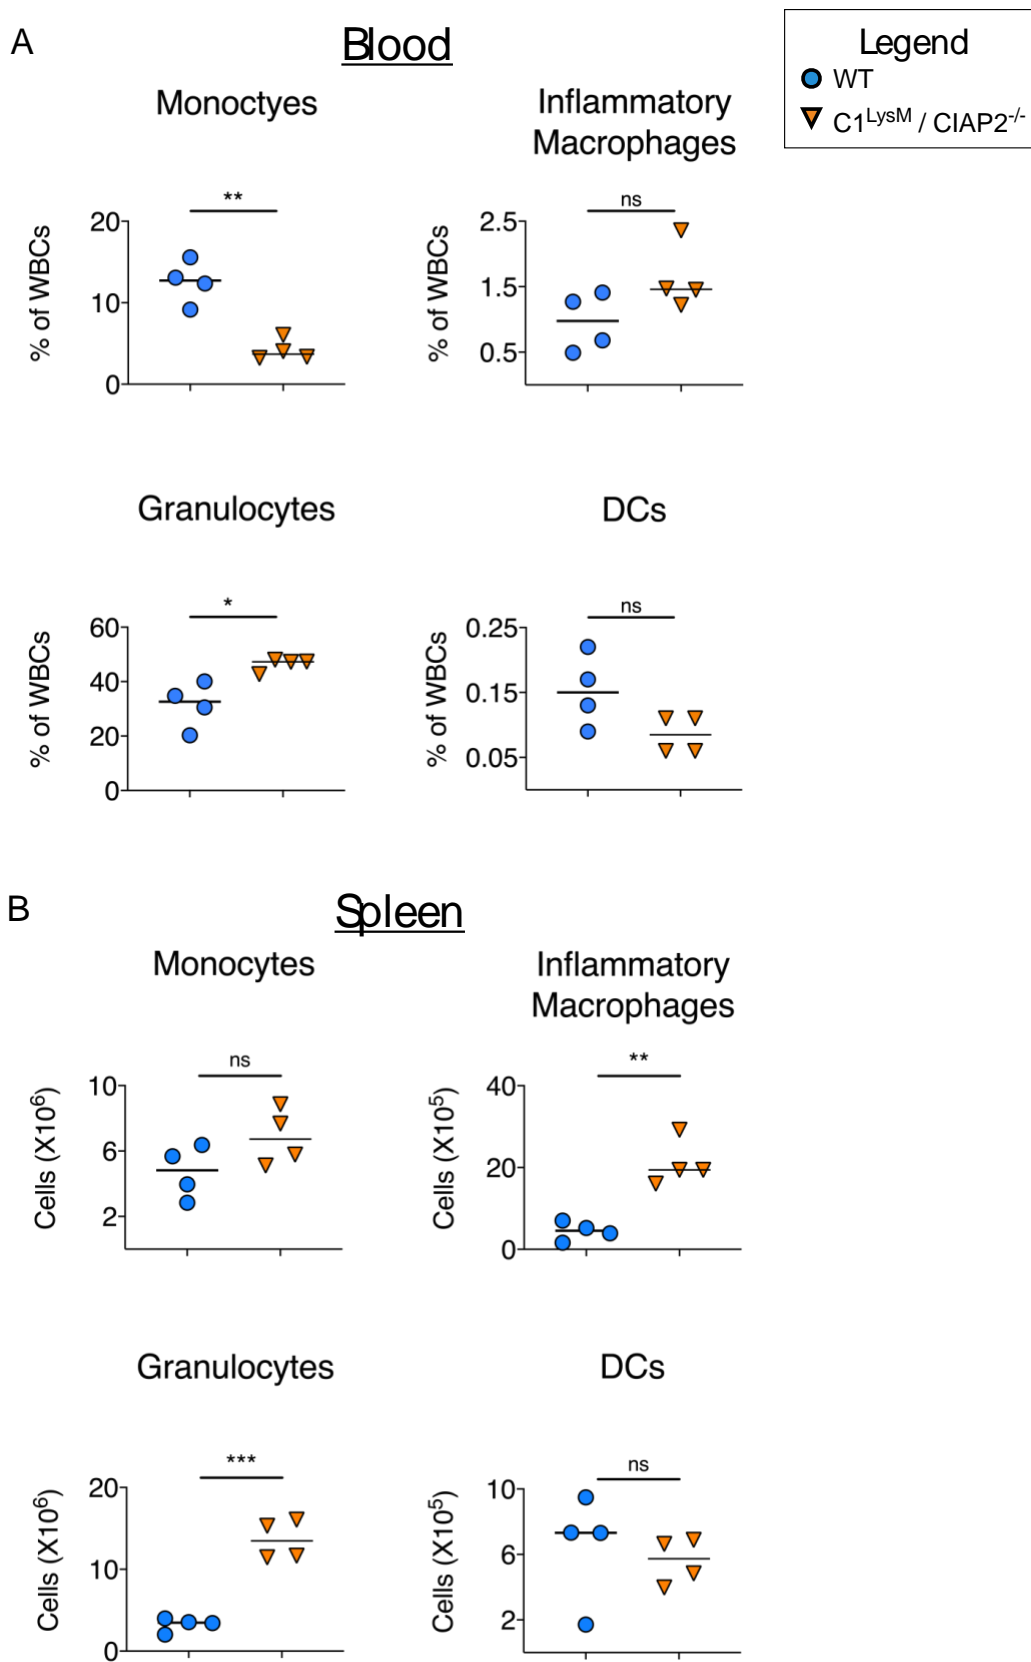 A
Blood
Legend
WT
C1^LysM / CIAP2^-/-
Monoctyes
Inflammatory
Macrophages
**
% of WBCs
20
10
0
ns
% of WBCs
2.5
1.5
0.5
Granulocytes
DCs
*
% of WBCs
60
40
20
0
ns
% of WBCs
0.25
0.15
0.05
B
Spleen
Monocytes
Inflammatory
Macrophages
ns
Cells (X10^6)
10
6
2
**
Cells (X10^5)
40
20
0
Granulocytes
DCs
***
Cells (X10^6)
20
10
0
ns
Cells (X10^5)
10
6
2